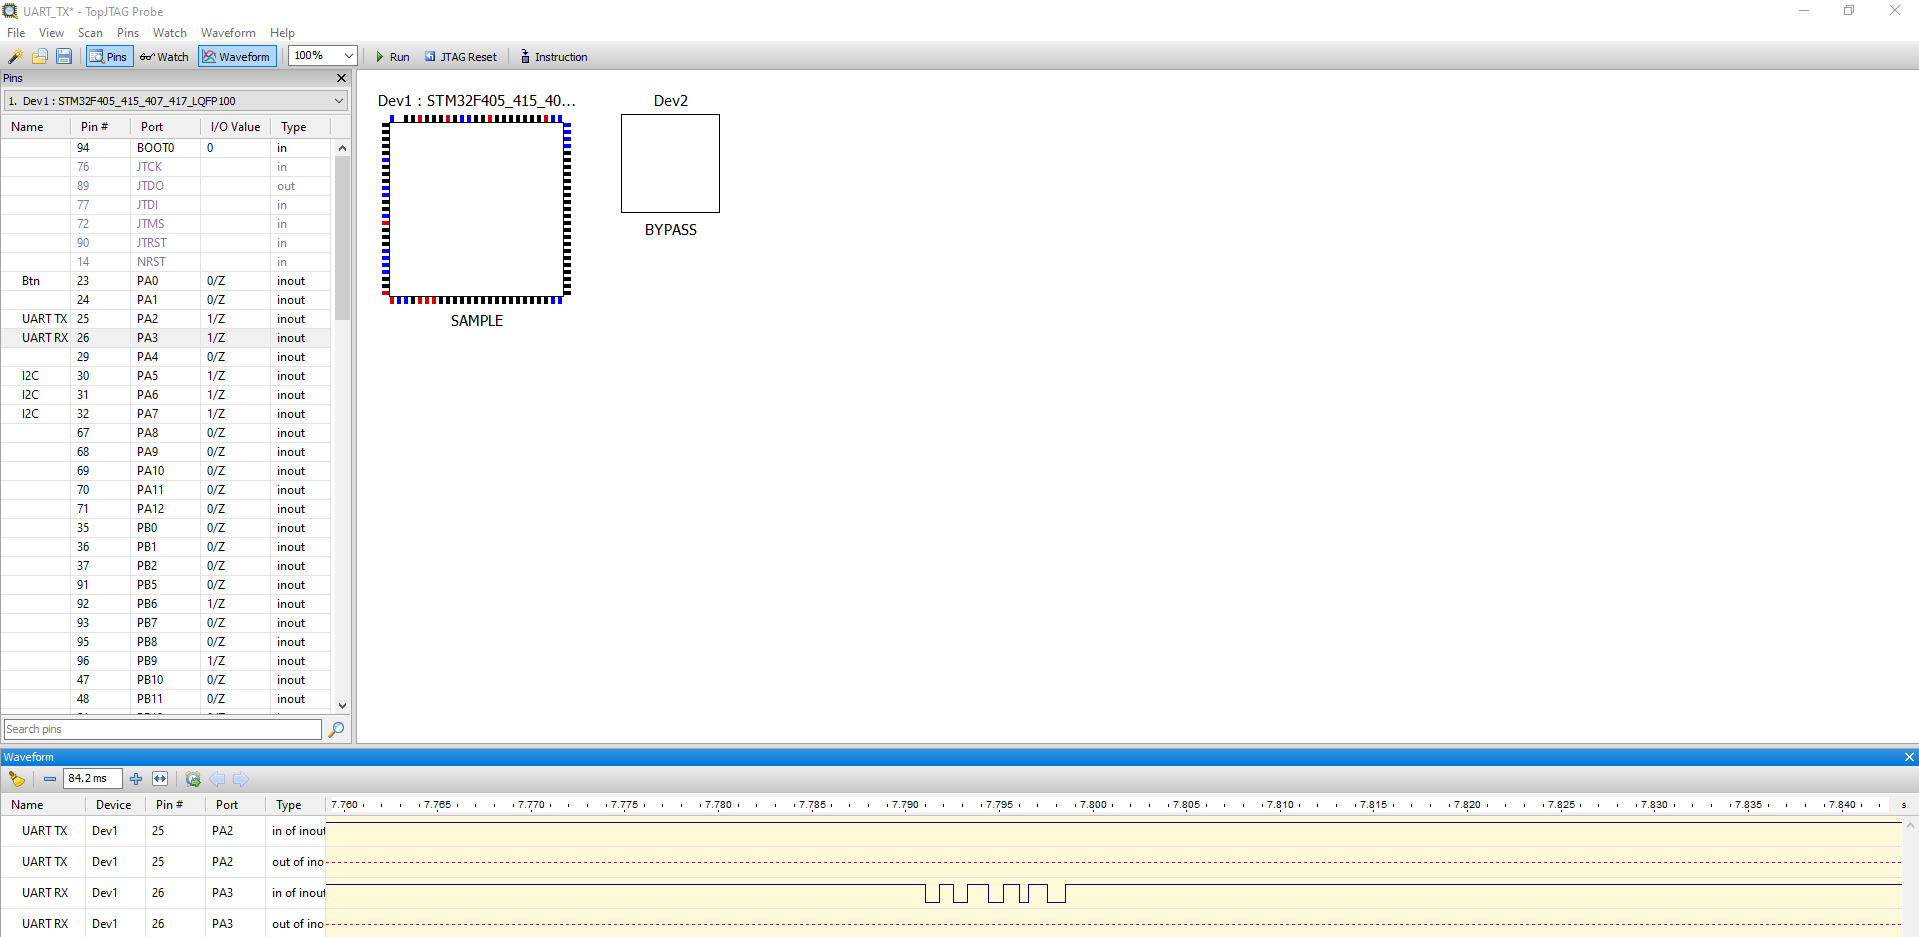 UART_TX* - TopJTAG Probe
File View Scan Pins Watch Waveform Help
Pins Watch Waveform 100% Run JTAG Reset Instruction
Pins
1. Dev1 : STM32F405_415_407_417_LQFP100
Name Pin # Port I/O Value Type
94 BOOT0 0 in
76 JTCK in
89 JTDO out
77 JTDI in
72 JTMS in
90 JTRST in
14 NRST in
Btn 23 PA0 0/Z inout
24 PA1 0/Z inout
UART TX 25 PA2 1/Z inout
UART RX 26 PA3 1/Z inout
29 PA4 0/Z inout
I2C 30 PA5 1/Z inout
I2C 31 PA6 1/Z inout
I2C 32 PA7 1/Z inout
67 PA8 0/Z inout
68 PA9 0/Z inout
69 PA10 0/Z inout
70 PA11 0/Z inout
71 PA12 0/Z inout
35 PB0 0/Z inout
36 PB1 0/Z inout
37 PB2 0/Z inout
91 PB5 0/Z inout
92 PB6 1/Z inout
93 PB7 0/Z inout
95 PB8 0/Z inout
96 PB9 1/Z inout
47 PB10 0/Z inout
48 PB11 0/Z inout
Search pins
Dev1 : STM32F405_415_40...
SAMPLE
Dev2
BYPASS
Waveform
84.2 ms
Name Device Pin # Port Type 7.760 7.765 7.770 7.775 7.780 7.785 7.790 7.795 7.800 7.805 7.810 7.815 7.820 7.825 7.830 7.835 7.840 s
UART TX Dev1 25 PA2 in of inout
UART TX Dev1 25 PA2 out of ino
UART RX Dev1 26 PA3 in of inout
UART RX Dev1 26 PA3 out of ino